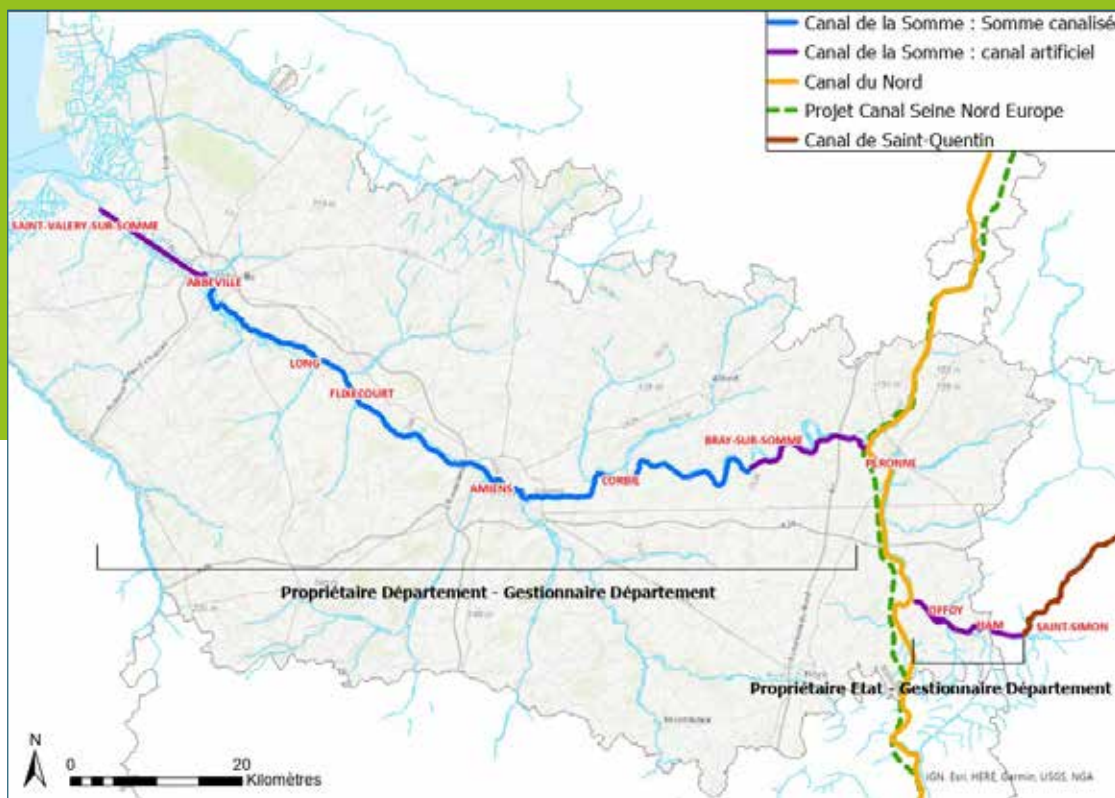 Canal de la Somme : Somme canalisé
Canal de la Somme : canal artificiel
Canal du Nord
Projet Canal Seine Nord Europe
Canal de Saint-Quentin
SAINT-VALERY-SUR-SOMME
ABBEVILLE
LONG
FLIXECOURT
BRAY-SUR-SOMME
PERONNE
AMIENS
CORBIE
Propriétaire Département - Gestionnaire Département
OFFOY
HAM
SAINT-SIMON
Propriétaire Etat - Gestionnaire Département
N
0 20
Kilomètres
IGN, Esri, HERE, Garmin, USGS, NGA